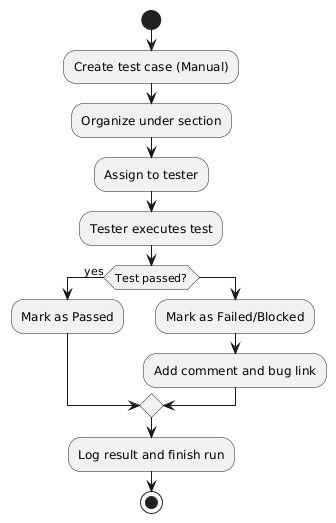 Create test case (Manual)
Organize under section
Assign to tester
Tester executes test
Test passed?
yes
Mark as Passed
Mark as Failed/Blocked
Add comment and bug link
Log result and finish run